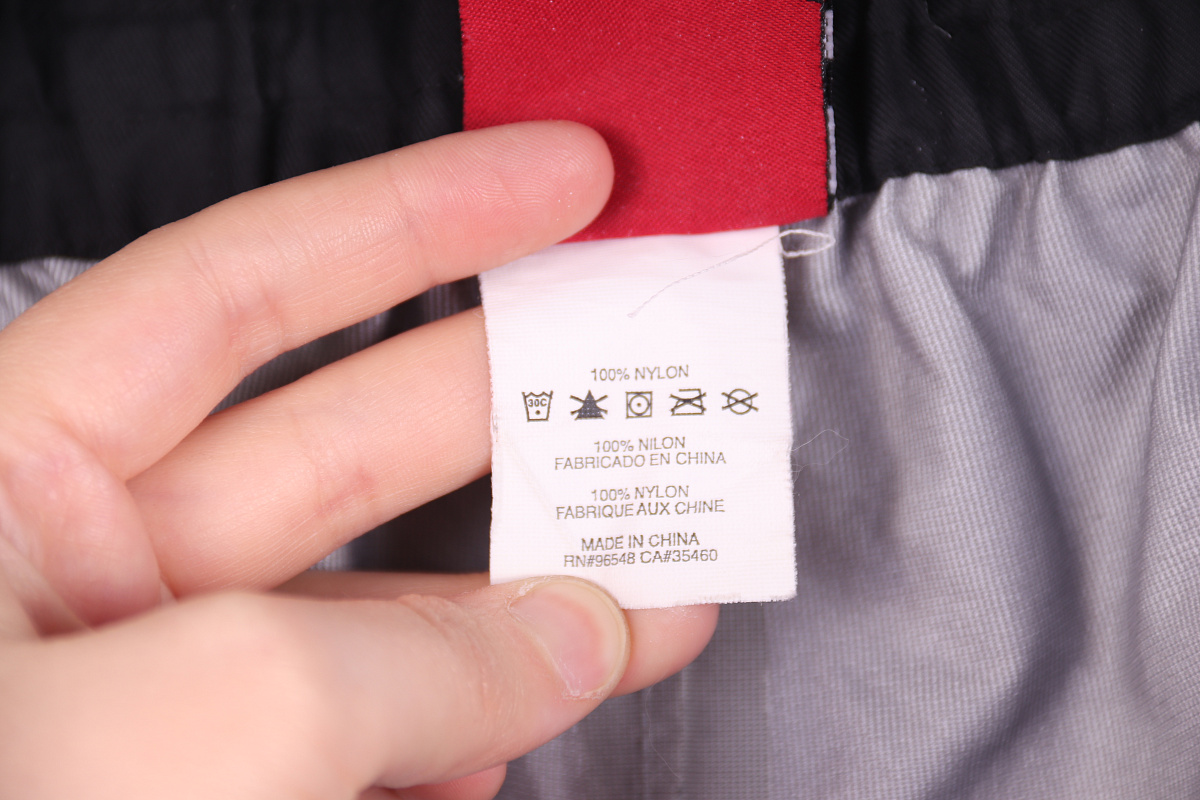 100% NYLON
30C
100% NILON
FABRICADO EN CHINA
100% NYLON
FABRIQUE AUX CHINE
MADE IN CHINA
RN#96548 CA#35460